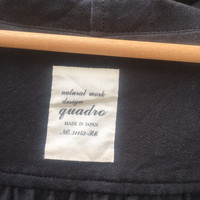 natural work
design
quadro
MADE IN JAPAN